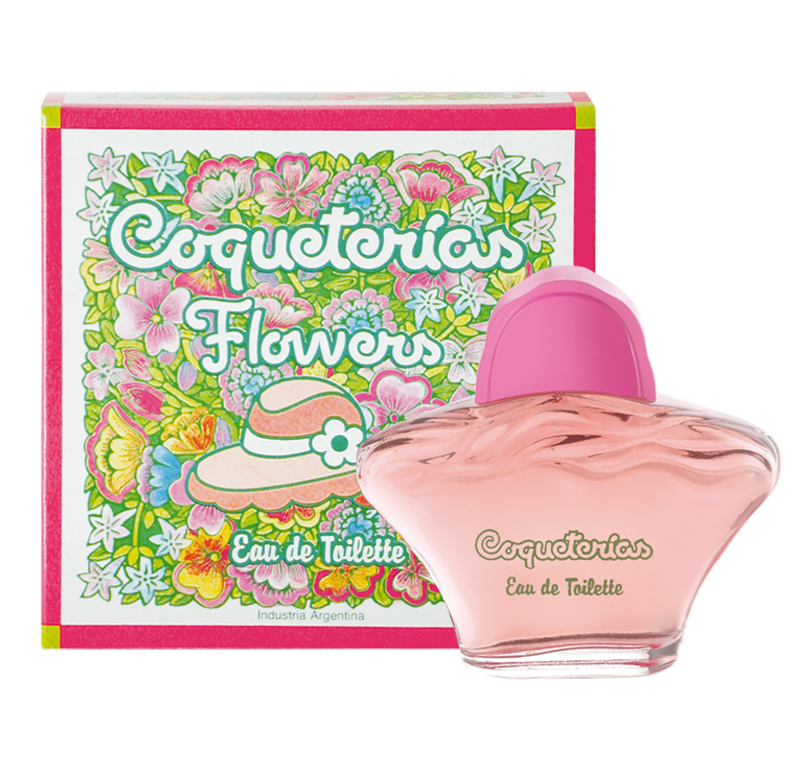 Coqueterías
Flowers
Eau de Toilette
Industria Argentina
Coqueterías
Eau de Toilette